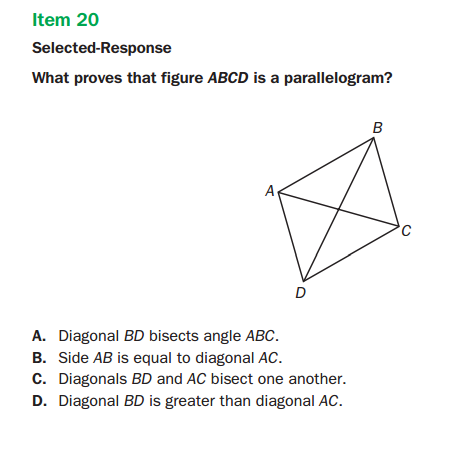 Item 20
Selected-Response
What proves that figure ABCD is a parallelogram?
B
A
C
D
A. Diagonal BD bisects angle ABC.
B. Side AB is equal to diagonal AC.
C. Diagonals BD and AC bisect one another.
D. Diagonal BD is greater than diagonal AC.